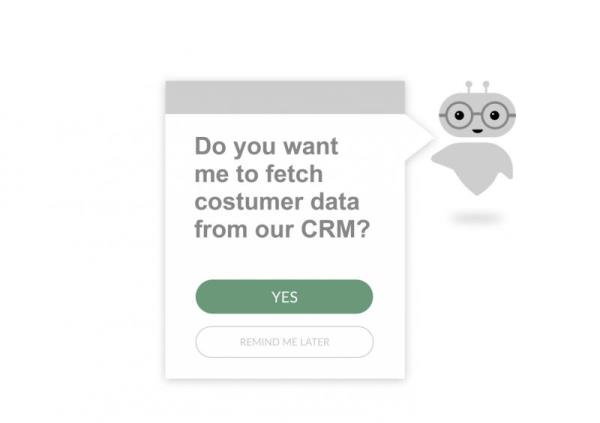 Do you want
me to fetch
costumer data
from our CRM?
YES
REMIND ME LATER